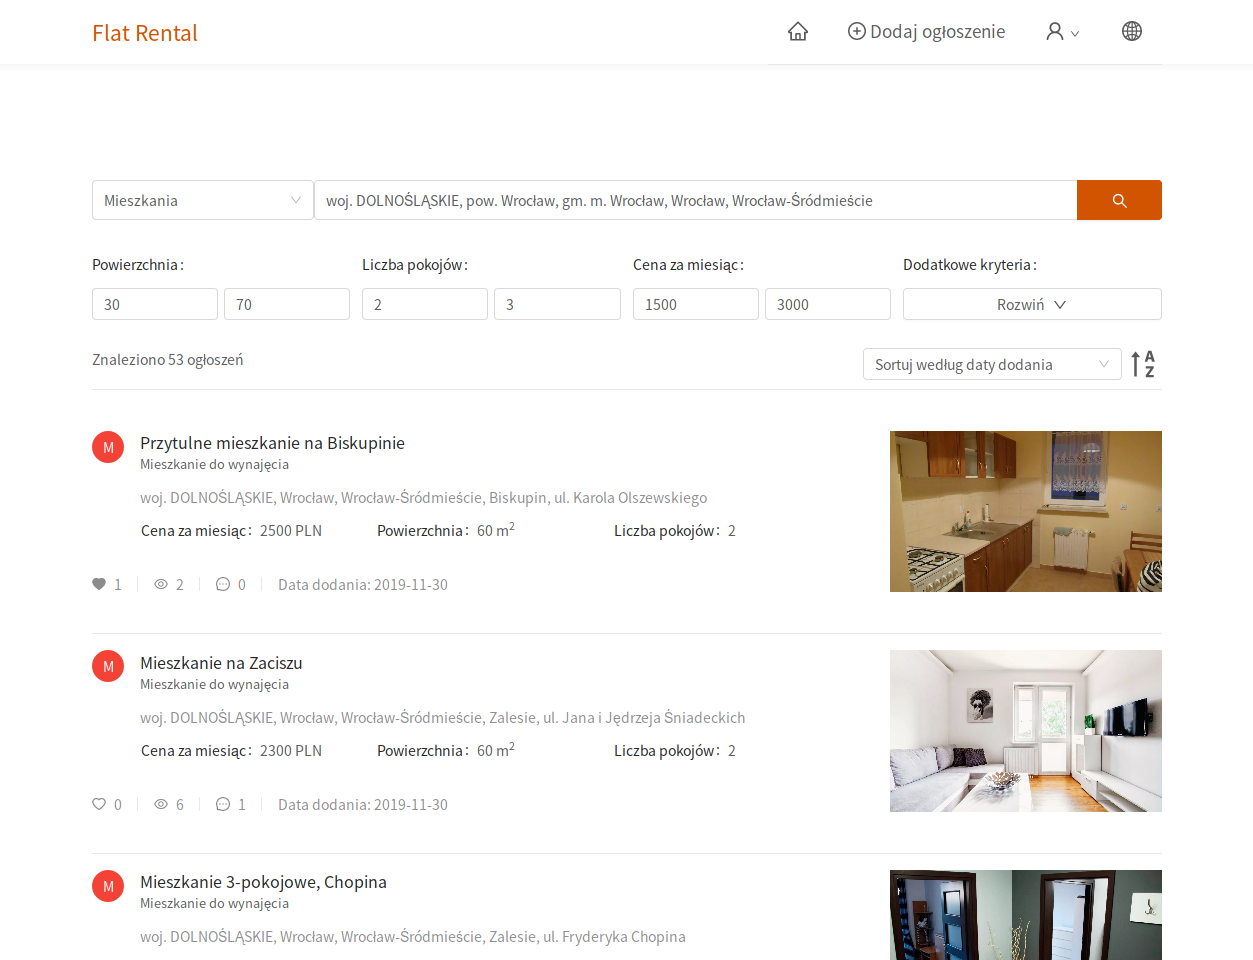 Flat Rental
Dodaj ogłoszenie
Mieszkania
woj. DOLNOŚLĄSKIE, pow. Wrocław, gm. m. Wrocław, Wrocław, Wrocław-Śródmieście
Powierzchnia: Liczba pokojów: Cena za miesiąc: Dodatkowe kryteria:
30 70 2 3 1500 3000 Rozwiń
Znaleziono 53 ogłoszeń
Sortuj według daty dodania
A
Z
M
Przytulne mieszkanie na Biskupinie
Mieszkanie do wynajęcia
woj. DOLNOŚLĄSKIE, Wrocław, Wrocław-Śródmieście, Biskupin, ul. Karola Olszewskiego
Cena za miesiąc: 2500 PLN Powierzchnia: 60 m² Liczba pokojów: 2
1 2 0 Data dodania: 2019-11-30
M
Mieszkanie na Zaciszu
Mieszkanie do wynajęcia
woj. DOLNOŚLĄSKIE, Wrocław, Wrocław-Śródmieście, Zalesie, ul. Jana i Jędrzeja Śniadeckich
Cena za miesiąc: 2300 PLN Powierzchnia: 60 m² Liczba pokojów: 2
0 6 1 Data dodania: 2019-11-30
M
Mieszkanie 3-pokojowe, Chopina
Mieszkanie do wynajęcia
woj. DOLNOŚLĄSKIE, Wrocław, Wrocław-Śródmieście, Zalesie, ul. Fryderyka Chopina